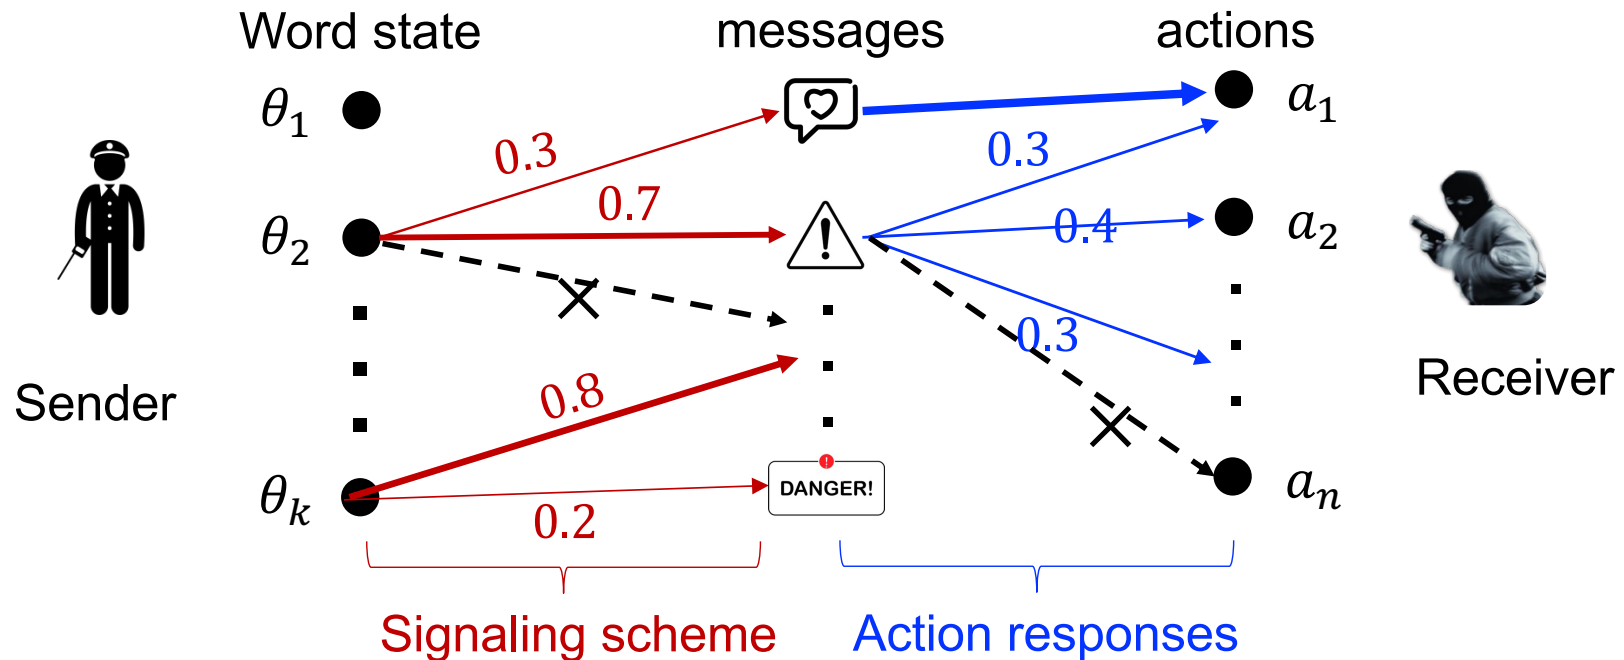 Word state
messages
actions
θ₁
a₁
0.3
0.3
0.7
θ₂
0.4
a₂
!
0.3
Sender
Receiver
0.8
θₖ
!
DANGER!
aₙ
0.2
Signaling scheme
Action responses